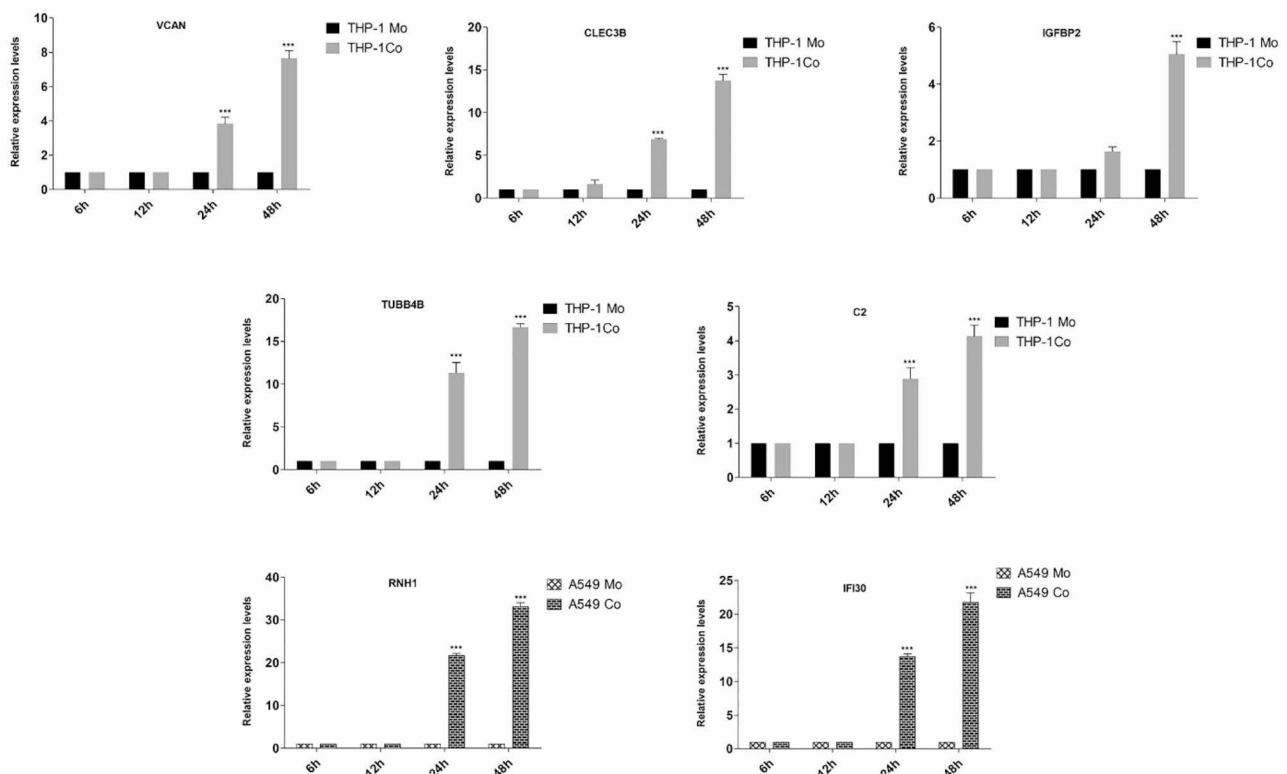 VCAN
THP-1 Mo
THP-1Co
Relative expression levels
10
8
6
4
2
0
***
***
6h
12h
24h
48h
CLEC3B
THP-1 Mo
THP-1Co
Relative expression levels
20
15
10
5
0
***
***
6h
12h
24h
48h
IGFBP2
THP-1 Mo
THP-1Co
Relative expression levels
6
4
2
0
***
6h
12h
24h
48h
TUBB4B
THP-1 Mo
THP-1Co
Relative expression levels
20
15
10
5
0
***
***
6h
12h
24h
48h
C2
THP-1 Mo
THP-1Co
Relative expression levels
5
4
3
2
1
0
***
***
6h
12h
24h
48h
RNH1
A549 Mo
A549 Co
Relative expression levels
40
30
20
10
0
***
***
6h
12h
24h
48h
IFI30
A549 Mo
A549 Co
Relative expression levels
25
20
15
10
5
0
***
***
6h
12h
24h
48h